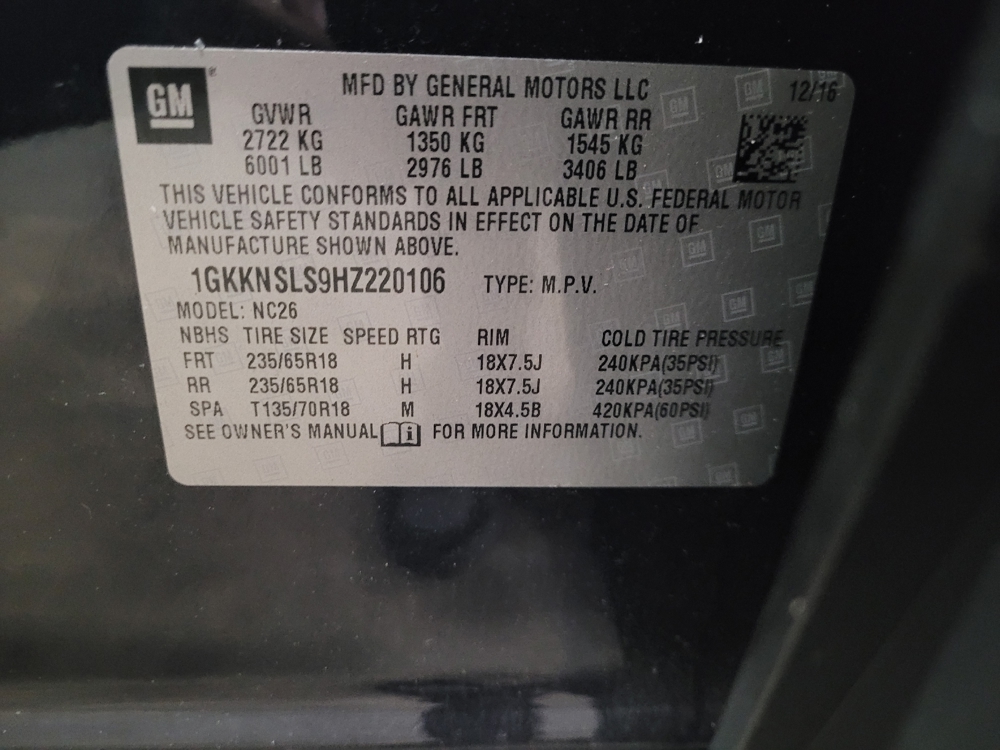 GM ® MFD BY GENERAL MOTORS LLC 12/16
GVWR GAWR FRT GAWR RR
2722 KG 1350 KG 1545 KG
6001 LB 2976 LB 3406 LB
THIS VEHICLE CONFORMS TO ALL APPLICABLE U.S. FEDERAL MOTOR
VEHICLE SAFETY STANDARDS IN EFFECT ON THE DATE OF
MANUFACTURE SHOWN ABOVE.
1GKKNSLS9HZ220106 TYPE: M.P.V.
MODEL: NC26
NBHS TIRE SIZE SPEED RTG RIM COLD TIRE PRESSURE
FRT 235/65R18 H 18X7.5J 240KPA(35PSI)
RR 235/65R18 H 18X7.5J 240KPA(35PSI)
SPA T135/70R18 M 18X4.5B 420KPA(60PSI)
SEE OWNER'S MANUAL i FOR MORE INFORMATION.